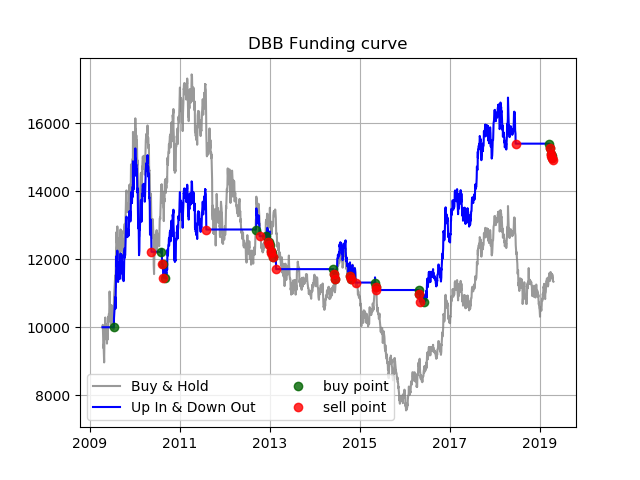 DBB Funding curve
16000
14000
12000
10000
8000
Buy & Hold
Up In & Down Out
buy point
sell point
2009 2011 2013 2015 2017 2019